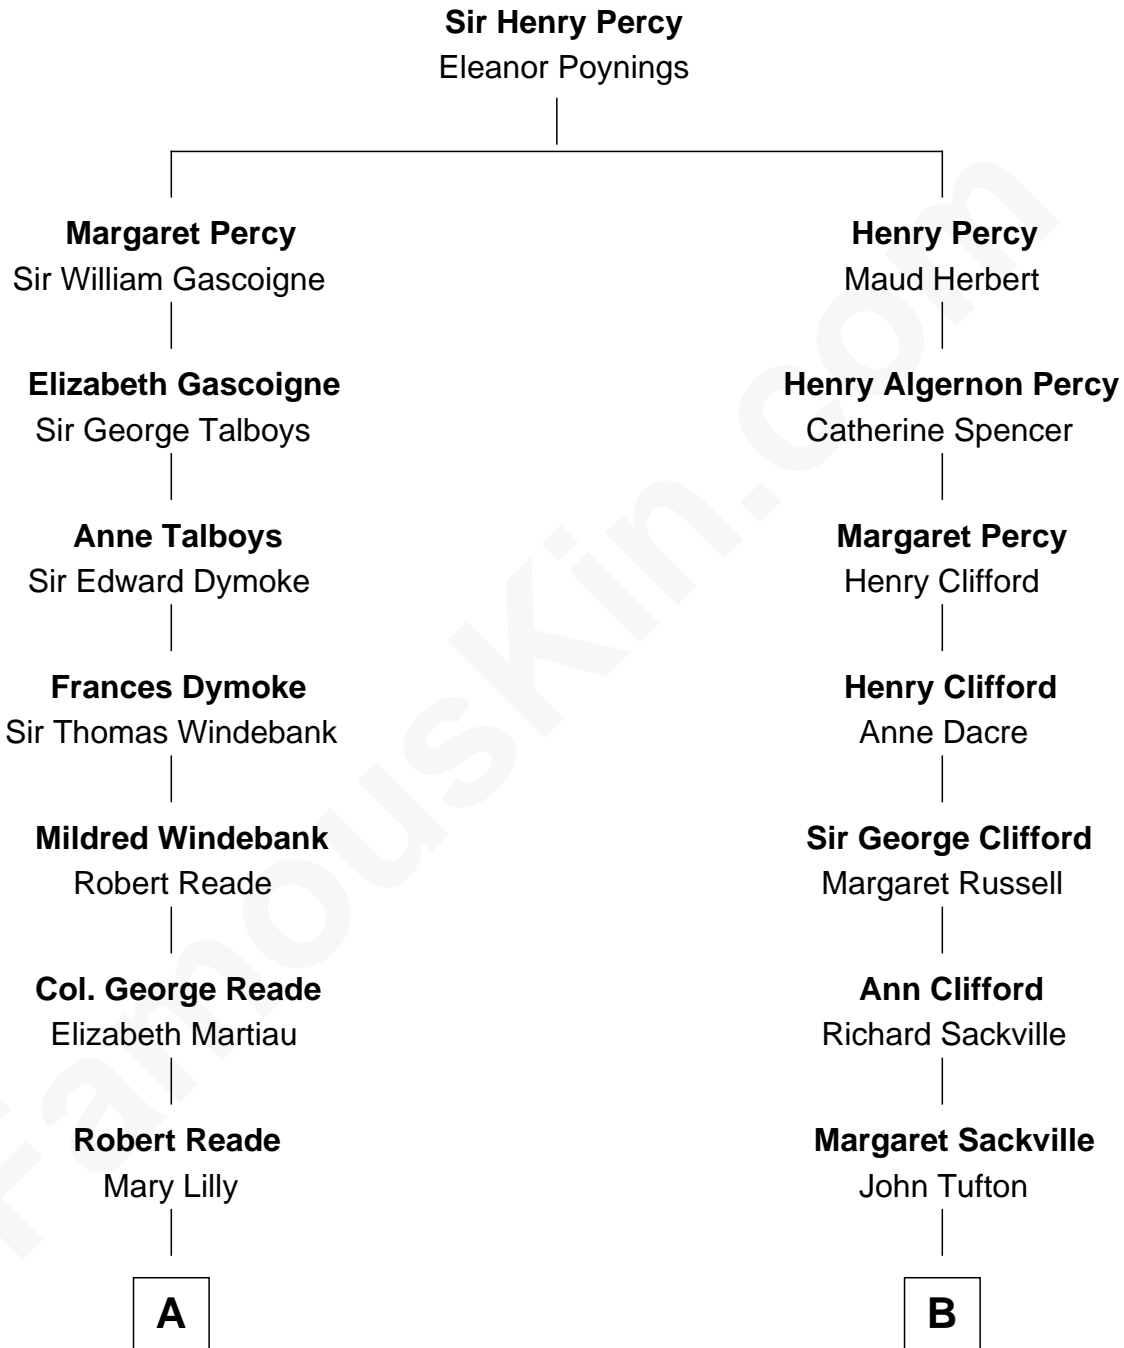 Sir Henry Percy
Eleanor Poynings
Margaret Percy
Sir William Gascoigne
Henry Percy
Maud Herbert
Elizabeth Gascoigne
Sir George Talboys
Henry Algernon Percy
Catherine Spencer
Anne Talboys
Sir Edward Dymoke
Margaret Percy
Henry Clifford
Frances Dymoke
Sir Thomas Windebank
Henry Clifford
Anne Dacre
Mildred Windebank
Robert Reade
Sir George Clifford
Margaret Russell
Col. George Reade
Elizabeth Martiau
Ann Clifford
Richard Sackville
Robert Reade
Mary Lilly
Margaret Sackville
John Tufton
A
B
FamousKin.com